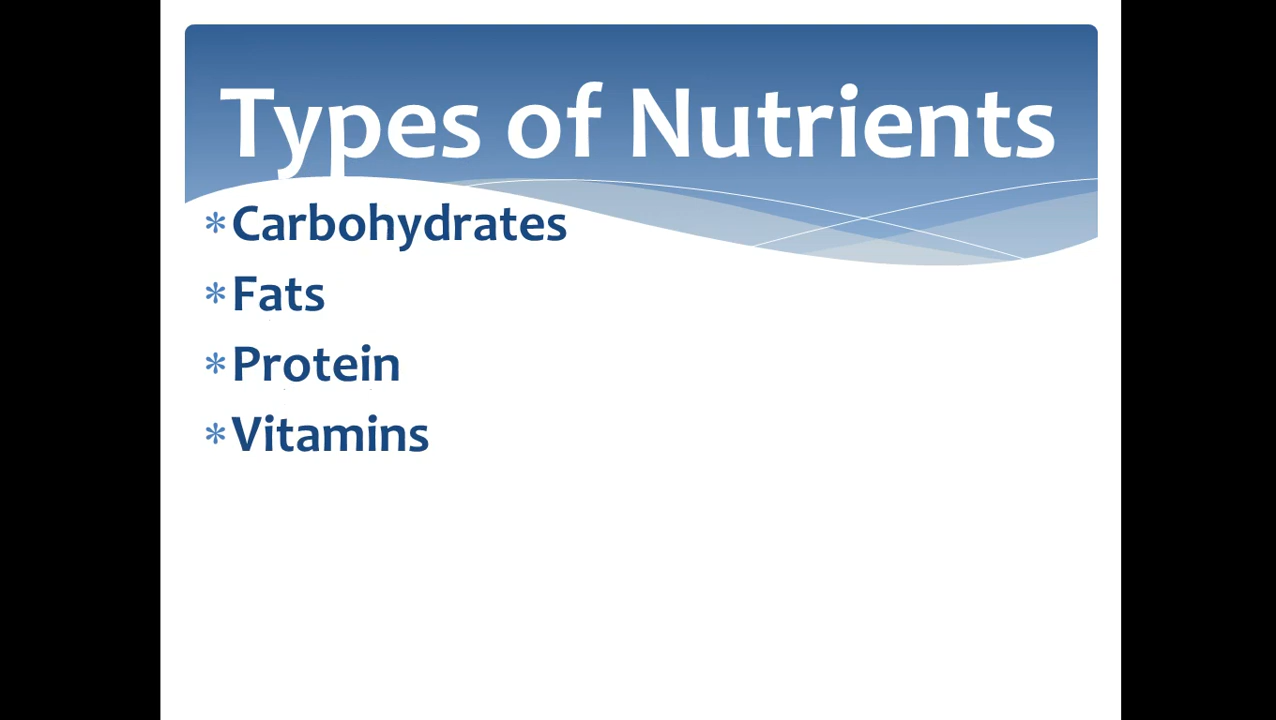 Types of Nutrients
* Carbohydrates
* Fats
* Protein
* Vitamins